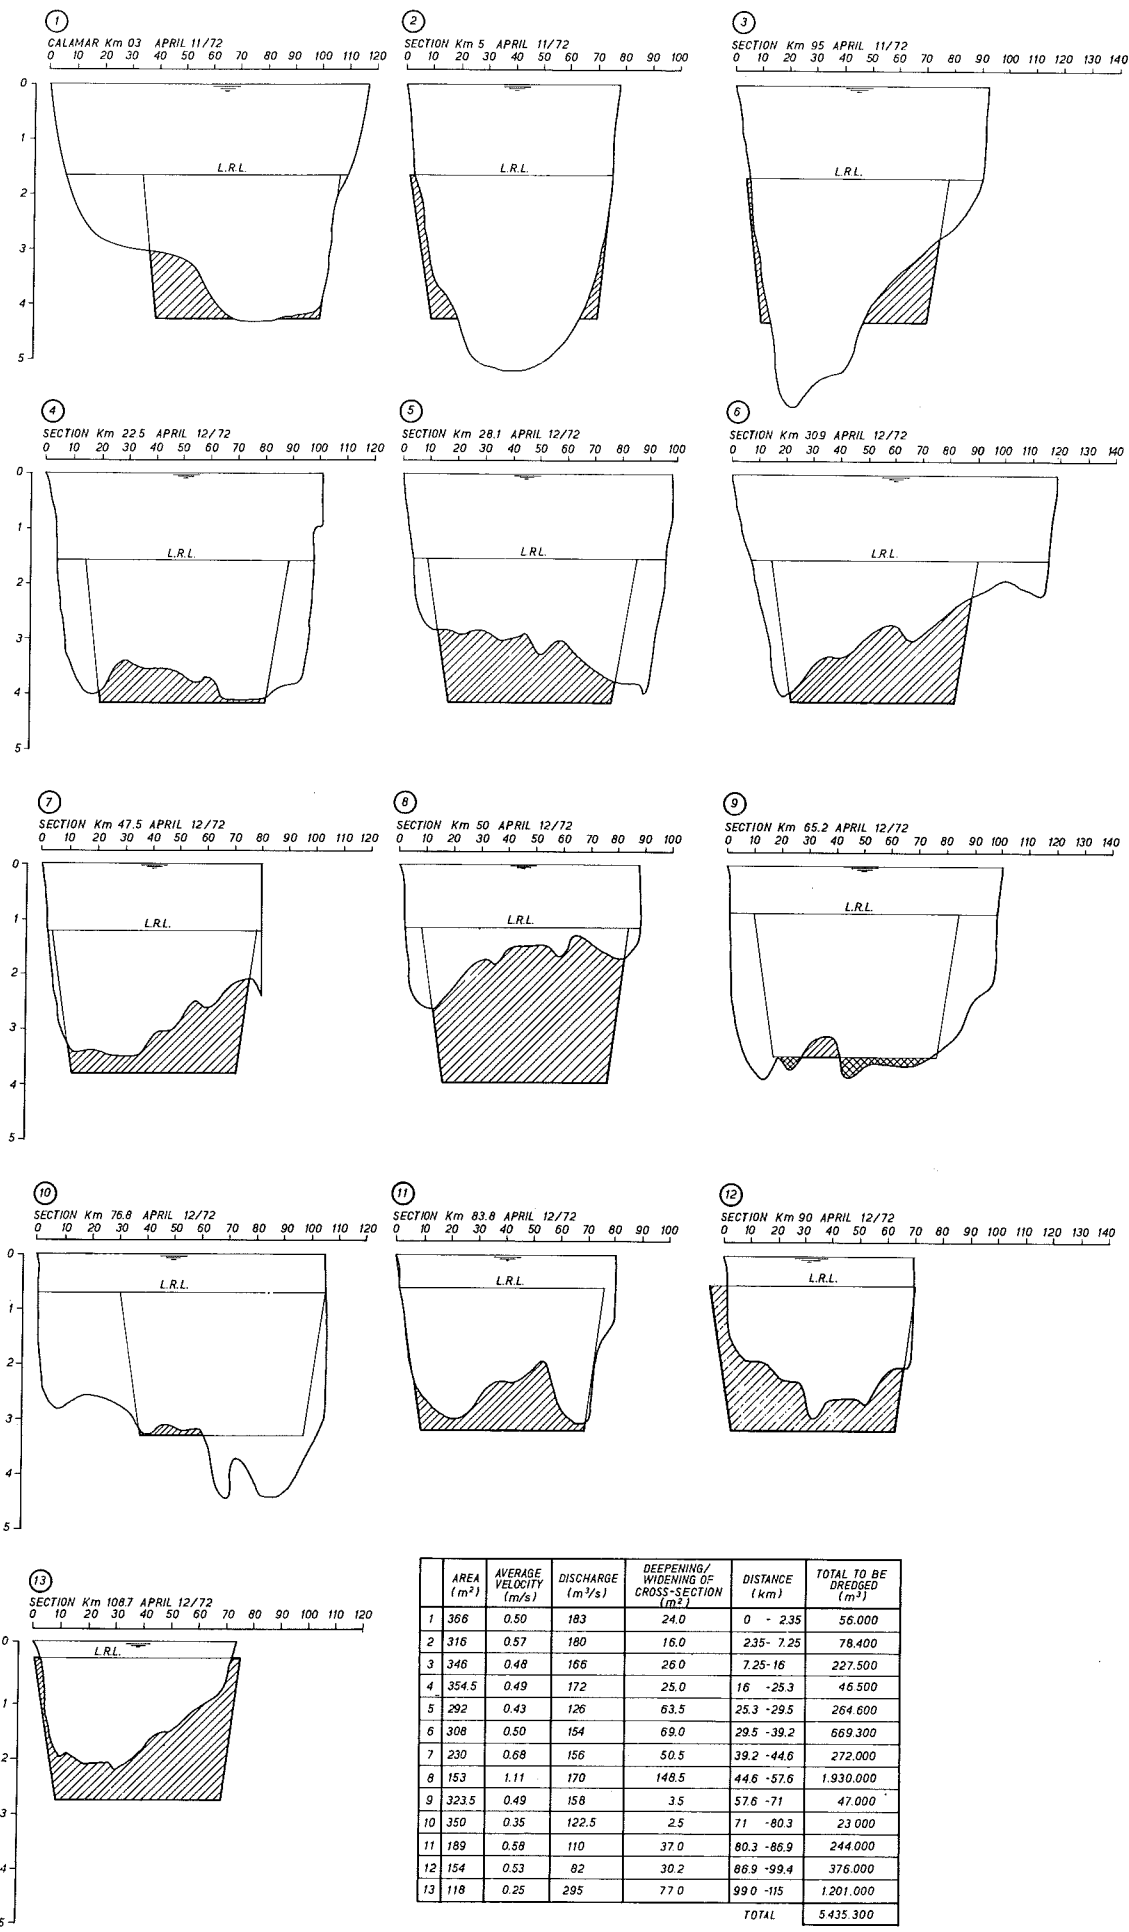 1
CALAMAR Km 03 APRIL 11/72
0 10 20 30 40 50 60 70 80 90 100 110 120
0
1
2
3
4
5
L.R.L.
2
SECTION Km 5 APRIL 11/72
0 10 20 30 40 50 60 70 80 90 100
L.R.L.
3
SECTION Km 95 APRIL 11/72
0 10 20 30 40 50 60 70 80 90 100 110 120 130 140
L.R.L.
4
SECTION Km 22.5 APRIL 12/72
0 10 20 30 40 50 60 70 80 90 100 110 120
0
1
2
3
4
5
L.R.L.
5
SECTION Km 28.1 APRIL 12/72
0 10 20 30 40 50 60 70 80 90 100
L.R.L.
6
SECTION Km 309 APRIL 12/72
0 10 20 30 40 50 60 70 80 90 100 110 120 130 140
L.R.L.
7
SECTION Km 47.5 APRIL 12/72
0 10 20 30 40 50 60 70 80 90 100 110 120
0
1
2
3
4
5
L.R.L.
8
SECTION Km 50 APRIL 12/72
0 10 20 30 40 50 60 70 80 90 100
L.R.L.
9
SECTION Km 65.2 APRIL 12/72
0 10 20 30 40 50 60 70 80 90 100 110 120 130 140
L.R.L.
10
SECTION Km 76.8 APRIL 12/72
0 10 20 30 40 50 60 70 80 90 100 110 120
0
1
2
3
4
5
L.R.L.
11
SECTION Km 83.8 APRIL 12/72
0 10 20 30 40 50 60 70 80 90 100
L.R.L.
12
SECTION Km 90 APRIL 12/72
0 10 20 30 40 50 60 70 80 90 100 110 120 130 140
L.R.L.
13
SECTION Km 108.7 APRIL 12/72
0 10 20 30 40 50 60 70 80 90 100 110 120
0
1
2
3
4
5
L.R.L.
AREA (m²) AVERAGE VELOCITY (m/s) DISCHARGE (m³/s) DEEPENING/ WIDENING OF CROSS-SECTION (m²) DISTANCE (km) TOTAL TO BE DREDGED (m³)
1 366 0.50 183 24.0 0 - 2.35 56.000
2 316 0.57 180 16.0 2.35- 7.25 78.400
3 346 0.48 166 26.0 7.25-16 227.500
4 354.5 0.49 172 25.0 16 -25.3 46.500
5 292 0.43 126 63.5 25.3 -29.5 264.600
6 308 0.50 154 69.0 29.5 -39.2 669.300
7 230 0.68 156 50.5 39.2 -44.6 272.000
8 153 1.11 170 148.5 44.6 -57.6 1.930.000
9 323.5 0.49 158 3.5 57.6 -71 47.000
10 350 0.35 122.5 2.5 71 -80.3 23 000
11 189 0.58 110 37.0 80.3 -86.9 244.000
12 154 0.53 82 30.2 86.9 -99.4 376.000
13 118 0.25 295 77 0 99 0 -115 1.201.000
TOTAL 5.435.300